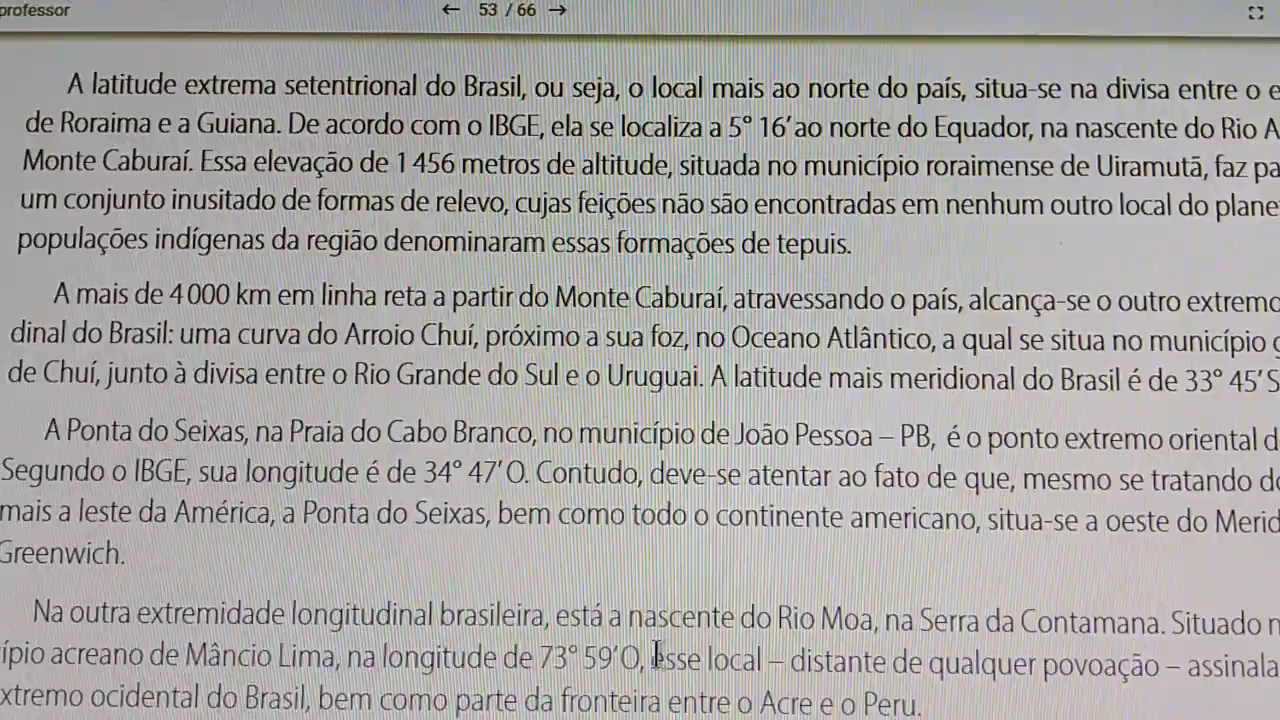 professor
← 53 / 66 →
A latitude extrema setentrional do Brasil, ou seja, o local mais ao norte do país, situa-se na divisa entre o e
de Roraima e a Guiana. De acordo com o IBGE, ela se localiza a 5° 16′ ao norte do Equador, na nascente do Rio A
Monte Caburaí. Essa elevação de 1 456 metros de altitude, situada no município roraimense de Uiramutã, faz pa
um conjunto inusitado de formas de relevo, cujas feições não são encontradas em nenhum outro local do plane
populações indígenas da região denominaram essas formações de tepuis.
A mais de 4 000 km em linha reta a partir do Monte Caburaí, atravessando o país, alcança-se o outro extremo
dinal do Brasil: uma curva do Arroio Chuí, próximo a sua foz, no Oceano Atlântico, a qual se situa no município g
de Chuí, junto à divisa entre o Rio Grande do Sul e o Uruguai. A latitude mais meridional do Brasil é de 33° 45′ S
A Ponta do Seixas, na Praia do Cabo Branco, no município de João Pessoa – PB, é o ponto extremo oriental d
Segundo o IBGE, sua longitude é de 34° 47′ O. Contudo, deve-se atentar ao fato de que, mesmo se tratando do
mais a leste da América, a Ponta do Seixas, bem como todo o continente americano, situa-se a oeste do Merid
Greenwich.
Na outra extremidade longitudinal brasileira, está a nascente do Rio Moa, na Serra da Contamana. Situado n
ípio acreano de Mâncio Lima, na longitude de 73° 59′ O, esse local – distante de qualquer povoação – assinala
xtremo ocidental do Brasil, bem como parte da fronteira entre o Acre e o Peru.